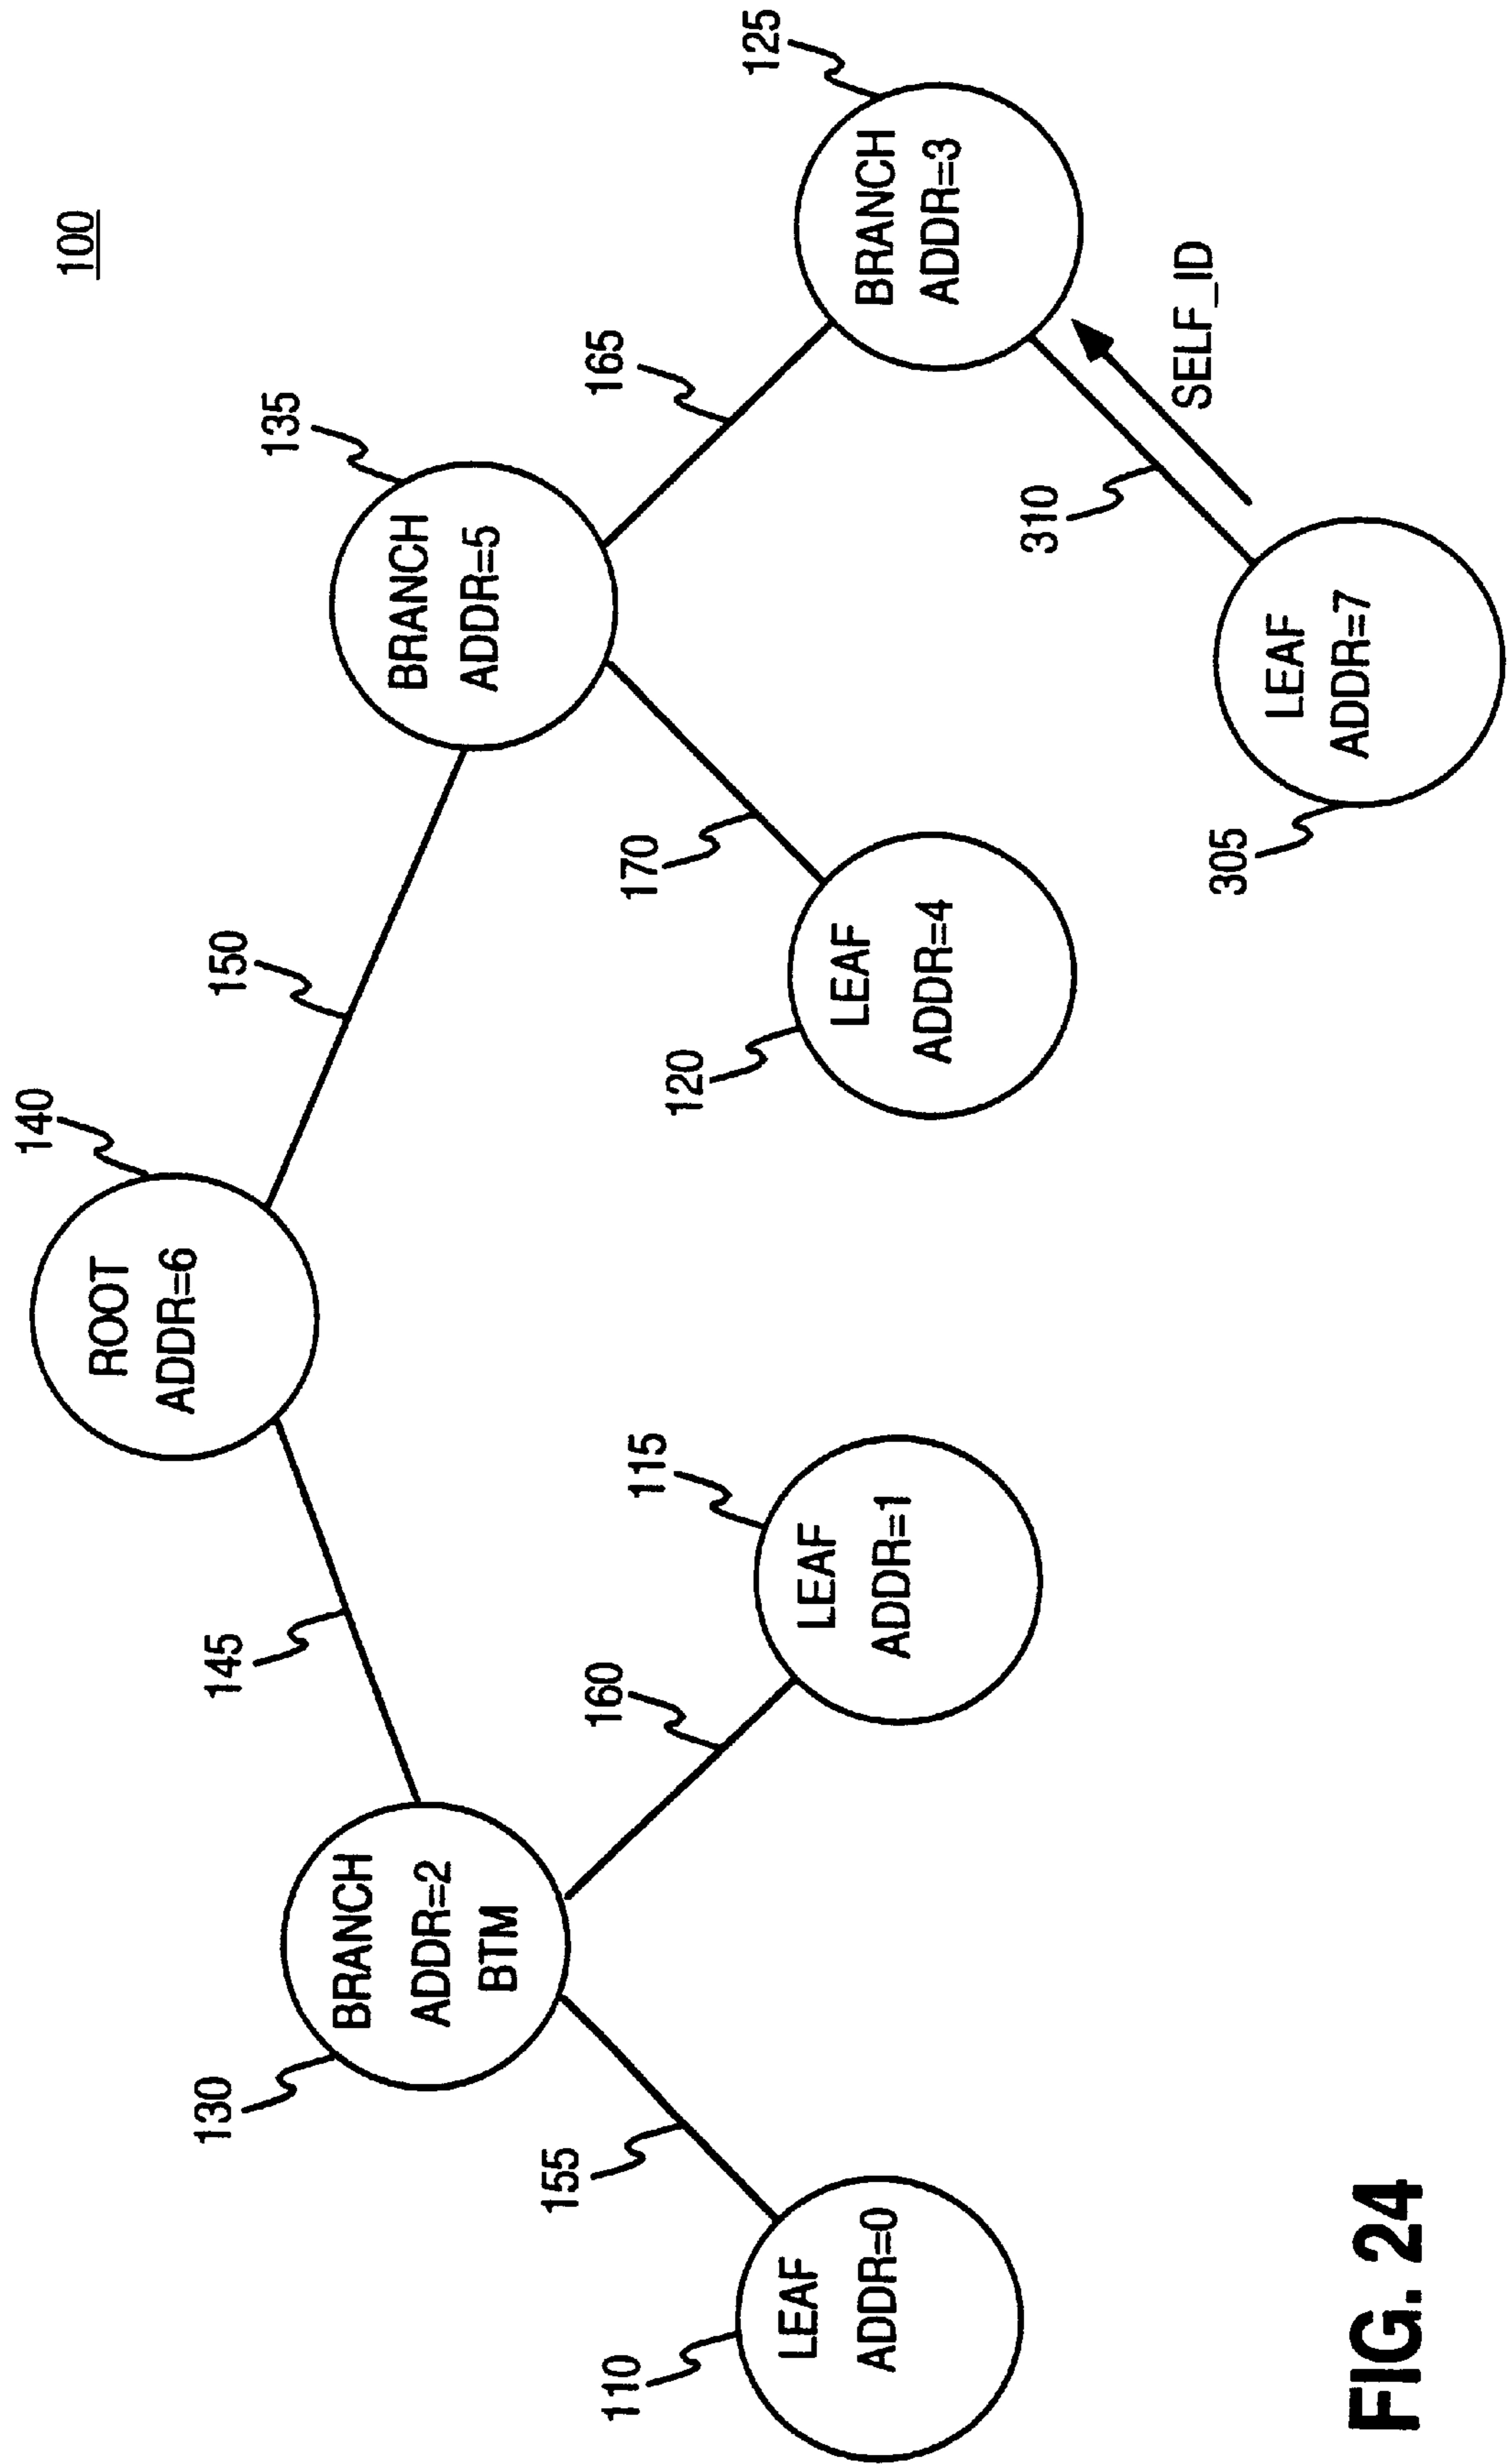 100
140
ROOT
ADDR=6
145
150
130
BRANCH
ADDR=2
BTM
135
BRANCH
ADDR=5
155
160
170
165
110
LEAF
ADDR=0
115
LEAF
ADDR=1
120
LEAF
ADDR=4
125
BRANCH
ADDR=3
310
SELF_ID
305
LEAF
ADDR=7
FIG. 24